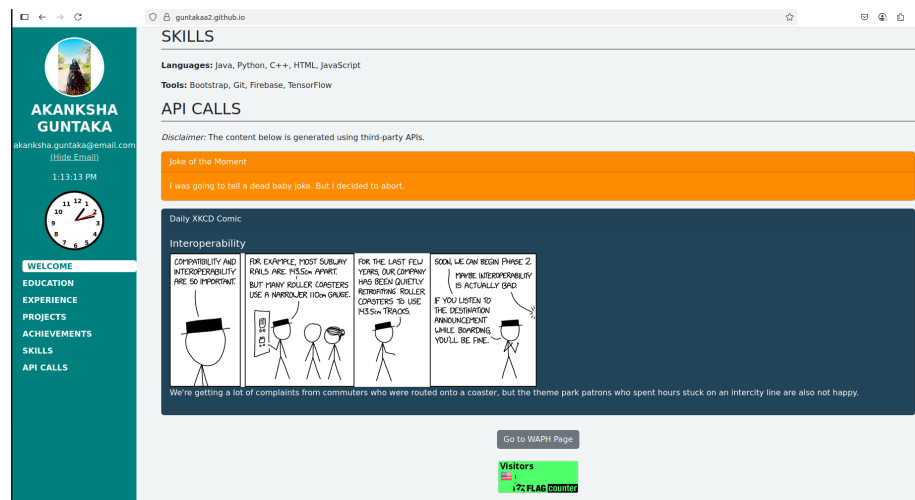 guntakaa2.github.io
AKANKSHA
GUNTAKA
akanksha.guntaka@email.com
(Hide Email)
1:13:13 PM
11 12 1
10 2
9 3
8 4
7 6 5
WELCOME
EDUCATION
EXPERIENCE
PROJECTS
ACHIEVEMENTS
SKILLS
API CALLS
SKILLS
Languages: Java, Python, C++, HTML, JavaScript
Tools: Bootstrap, Git, Firebase, TensorFlow
API CALLS
Disclaimer: The content below is generated using third-party APIs.
Joke of the Moment
I was going to tell a dead baby joke. But I decided to abort.
Daily XKCD Comic
Interoperability
COMPATIBILITY AND
INTEROPERABILITY
ARE SO IMPORTANT.
FOR EXAMPLE, MOST SUBWAY
RAILS ARE 143.5cm APART.
BUT MANY ROLLER COASTERS
USE A NARROWER 110cm GAUGE.
FOR THE LAST FEW
YEARS, OUR COMPANY
HAS BEEN QUIETLY
RETROFITTING ROLLER
COASTERS TO USE
143.5cm TRACKS.
SOON, WE CAN BEGIN PHASE 2.
MAYBE INTEROPERABILITY
IS ACTUALLY BAD.
IF YOU LISTEN TO
THE DESTINATION
ANNOUNCEMENT
WHILE BOARDING,
YOU'LL BE FINE.
We're getting a lot of complaints from commuters who were routed onto a coaster, but the theme park patrons who spent hours stuck on an intercity line are also not happy.
Go to WAPH Page
Visitors
1
FLAG counter